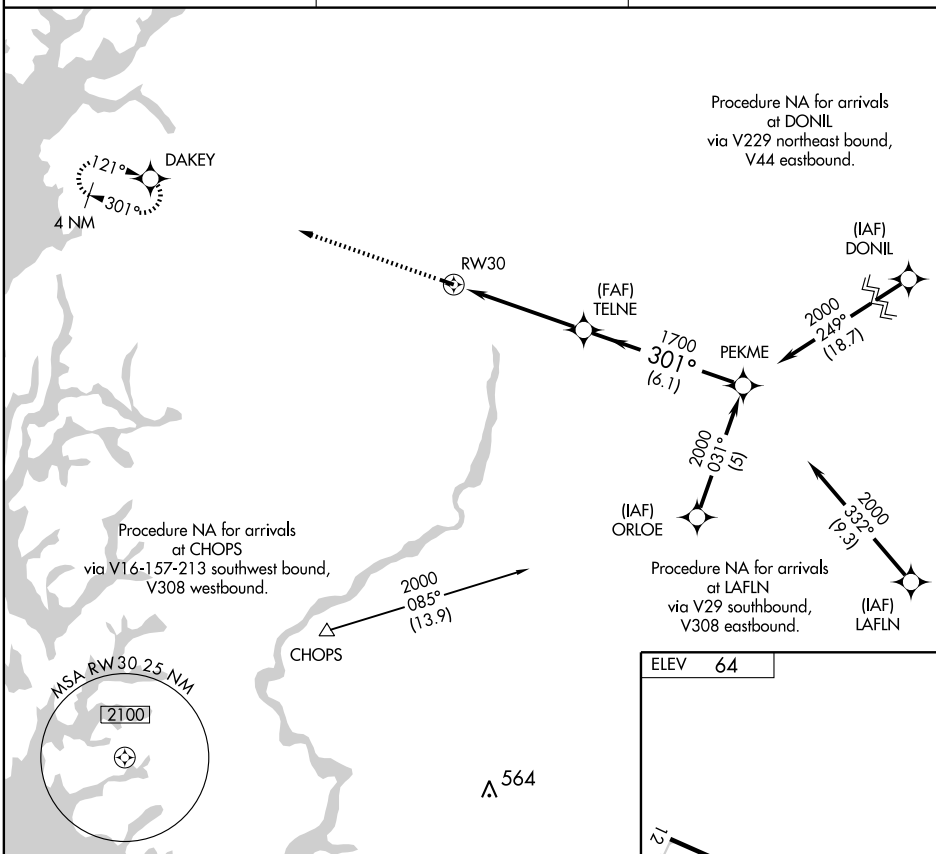 Procedure NA for arrivals
at DONIL
via V229 northeast bound,
V44 eastbound.
DAKEY
121°
301°
4 NM
RW30
(FAF)
TELNE
(IAF)
DONIL
2000
249°
(18.7)
1700
301°
(6.1)
PEKME
2000
031°
(5)
(IAF)
ORLOE
2000
332°
(9.3)
(IAF)
LAFLN
Procedure NA for arrivals
at CHOPS
via V16-157-213 southwest bound,
V308 westbound.
Procedure NA for arrivals
at LAFLN
via V29 southbound,
V308 eastbound.
2000
085°
(13.9)
CHOPS
MSA RW30 25 NM
2100
564
ELEV 64
12